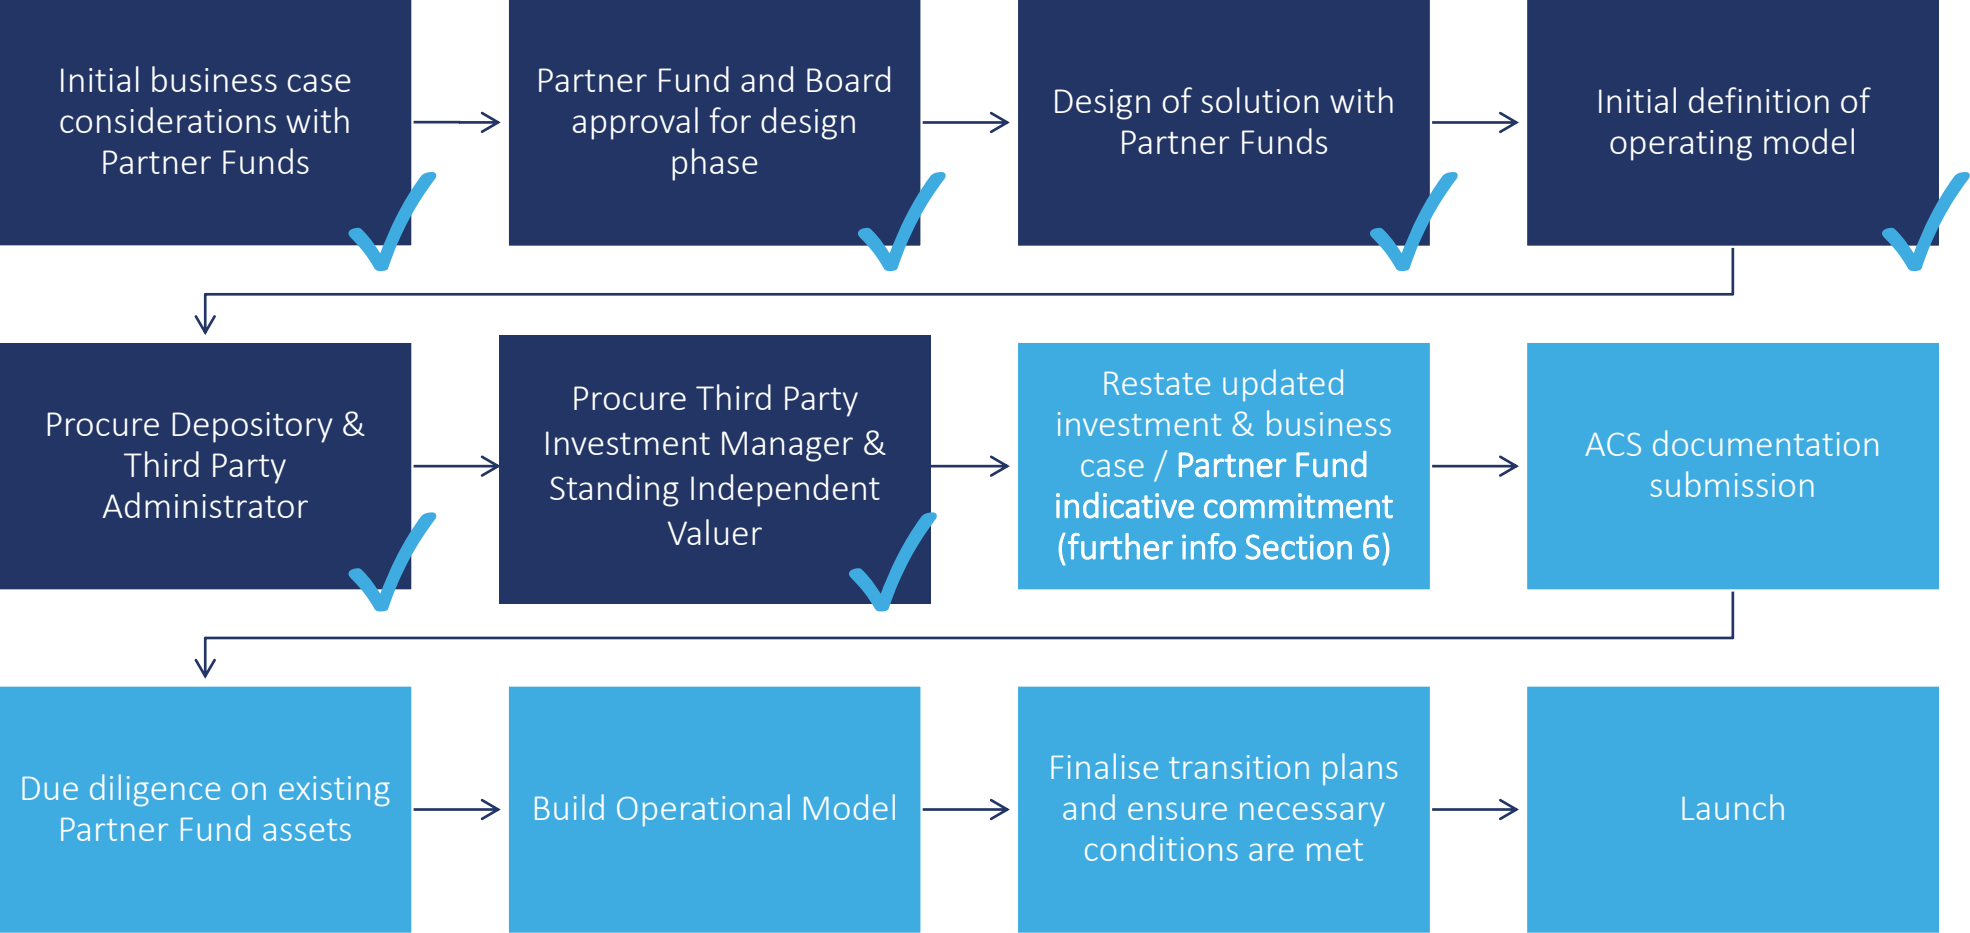 Initial business case
considerations with
Partner Funds
Partner Fund and Board
approval for design
phase
Design of solution with
Partner Funds
Initial definition of
operating model
Procure Depository &
Third Party
Administrator
Procure Third Party
Investment Manager &
Standing Independent
Valuer
Restate updated
investment & business
case / Partner Fund
indicative commitment
(further info Section 6)
ACS documentation
submission
Due diligence on existing
Partner Fund assets
Build Operational Model
Finalise transition plans
and ensure necessary
conditions are met
Launch